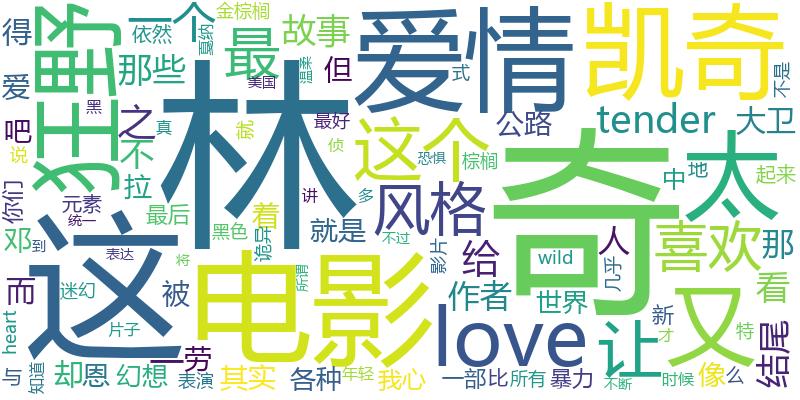 得
爱
吧
说
你们
邓
到
而
heart
与
知道
狂野
一个
依然
那些
之
黑
真
不
拉
元素
统一
最后
迷幻
表达
片子
却
恩
幻想
这
金棕榈
夏纳
最
故事
温柔
美国
林
就
黑色
着
诡异
将
电影
被
一劳
表演
其实
各种
所谓
就是
讲
但
最好
侦
爱情
式
这个
恐惧
多
风格
不过
影片
给
love
作者
年轻
我心
一部
比
所有
暴力
凯奇
公路
tender
棕榈
奇
wild
世界
人
几乎
让
不断
大卫
不是
中
地
起来
太
喜欢
那
看
新
才
特
又
时候
像
么
结尾